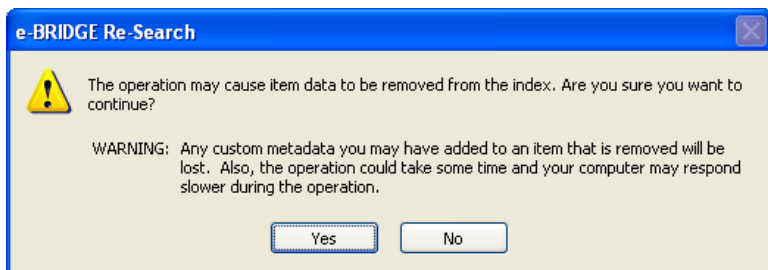 e-BRIDGE Re-Search
The operation may cause item data to be removed from the index. Are you sure you want to
continue?
WARNING: Any custom metadata you may have added to an item that is removed will be
lost. Also, the operation could take some time and your computer may respond
slower during the operation.
Yes No